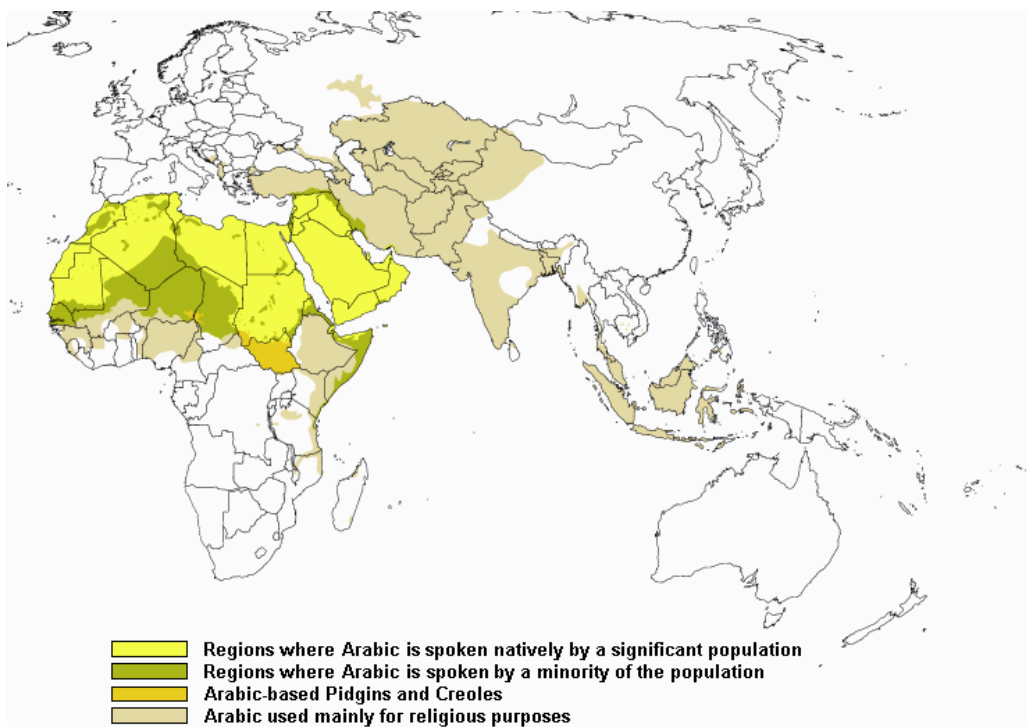 Regions where Arabic is spoken natively by a significant population
Regions where Arabic is spoken by a minority of the population
Arabic-based Pidgins and Creoles
Arabic used mainly for religious purposes